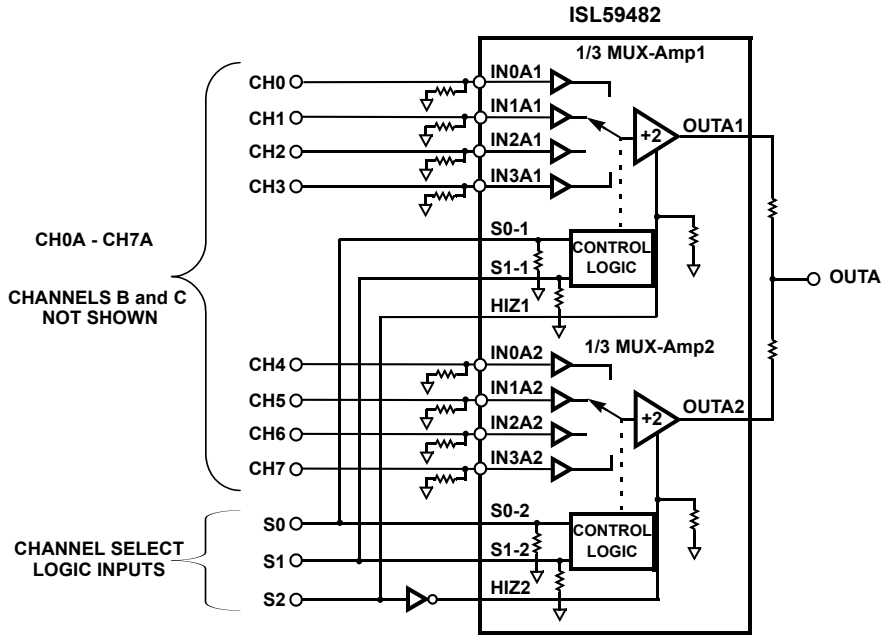 ISL59482
1/3 MUX-Amp1
CH0
IN0A1
CH1
IN1A1
+2
OUTA1
CH2
IN2A1
CH3
IN3A1
CH0A - CH7A
CHANNELS B and C
NOT SHOWN
S0-1
CONTROL
LOGIC
S1-1
HIZ1
OUTA
1/3 MUX-Amp2
CH4
IN0A2
CH5
IN1A2
+2
OUTA2
CH6
IN2A2
CH7
IN3A2
CHANNEL SELECT
LOGIC INPUTS
S0
S0-2
CONTROL
LOGIC
S1
S1-2
S2
HIZ2